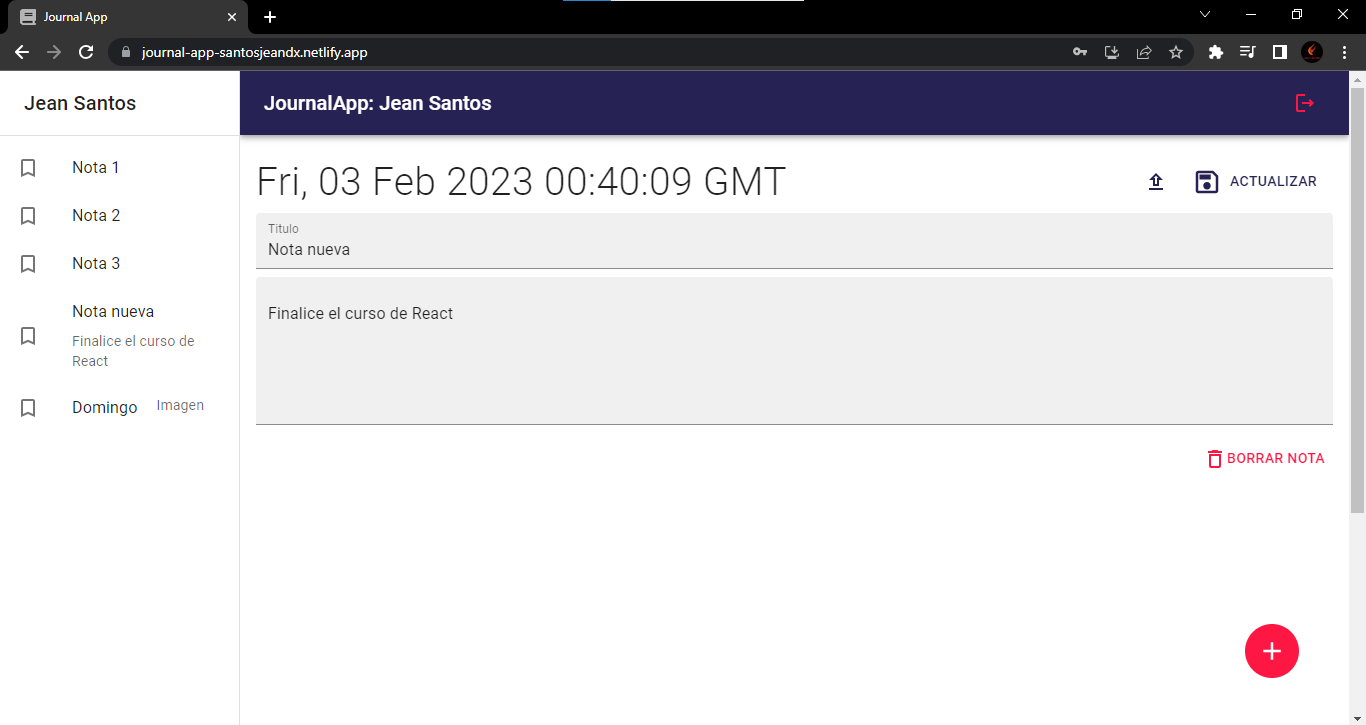 Journal App
journal-app-santosjeandx.netlify.app
Jean Santos
JournalApp: Jean Santos
Nota 1
Nota 2
Nota 3
Nota nueva
Finalice el curso de
React
Domingo Imagen
Fri, 03 Feb 2023 00:40:09 GMT
ACTUALIZAR
Título
Nota nueva
Finalice el curso de React
BORRAR NOTA